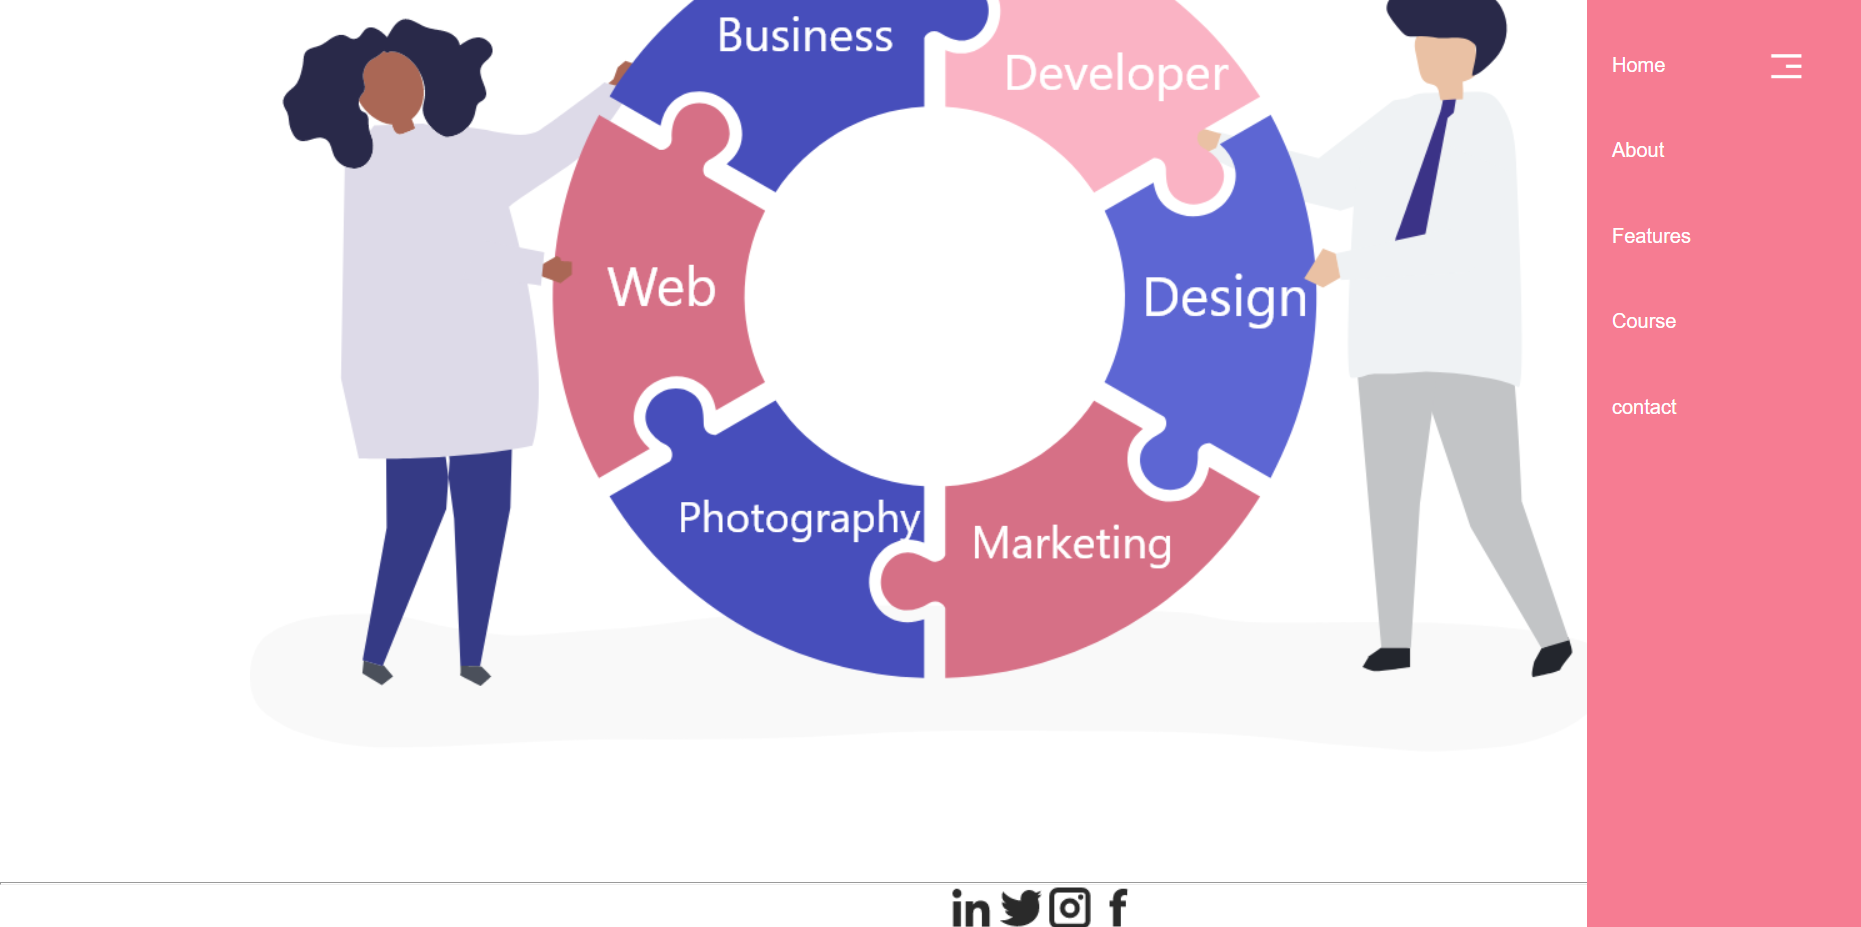 Business
Developer
Web
Design
Photography
Marketing
Home
About
Features
Course
contact
in
f